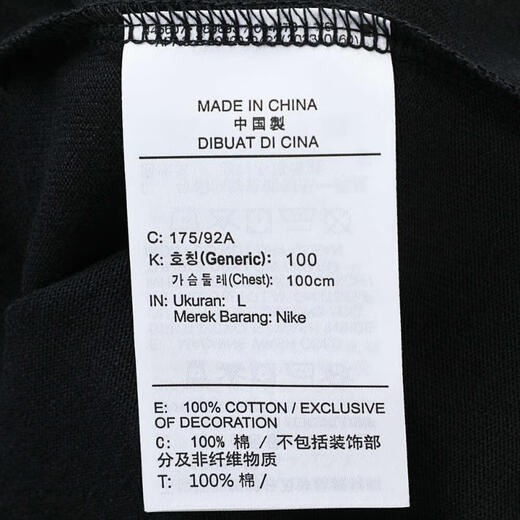 MADE IN CHINA
中国製
DIBUAT DI CINA
C: 175/92A
K: 호칭(Generic): 100
가슴둘레(Chest): 100cm
IN: Ukuran: L
Merek Barang: Nike
E: 100% COTTON / EXCLUSIVE
OF DECORATION
C: 100% 棉 / 不包括装饰部
分及非纤维物质
T: 100% 棉 /